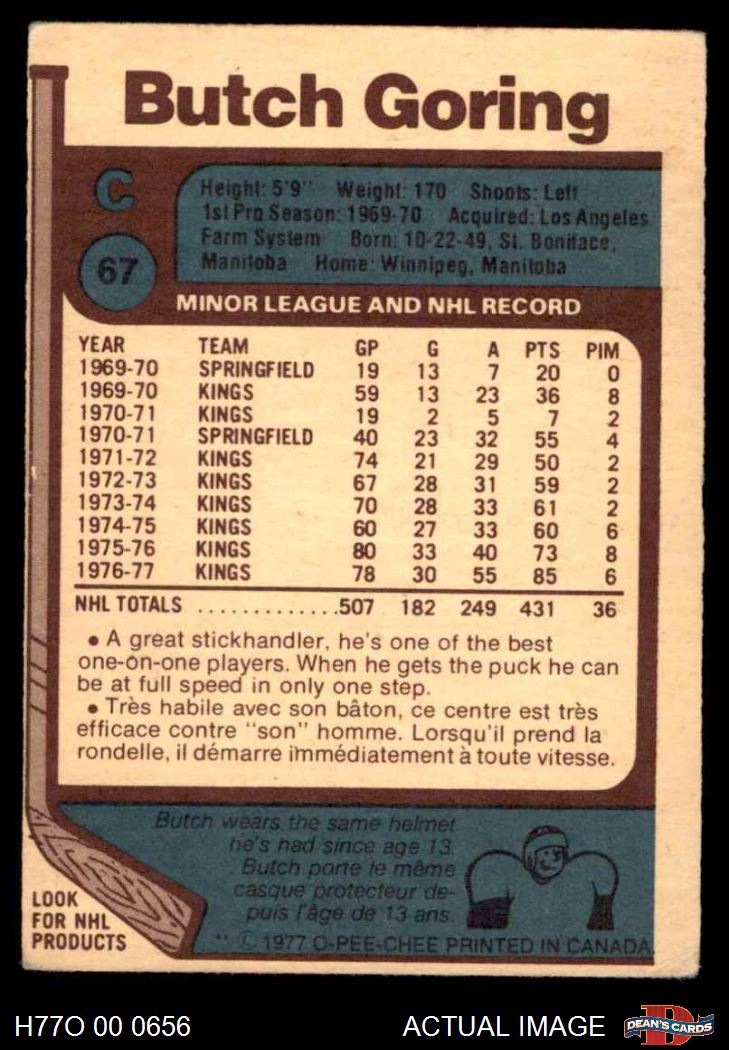 Butch Goring
C
67
Height: 5'9" Weight: 170 Shoots: Left
1st Pro Season: 1969-70 Acquired: Los Angeles
Farm System Born: 10-22-49, St. Boniface,
Manitoba Home: Winnipeg, Manitoba
MINOR LEAGUE AND NHL RECORD
YEAR TEAM GP G A PTS PIM
1969-70 SPRINGFIELD 19 13 7 20 0
1969-70 KINGS 59 13 23 36 8
1970-71 KINGS 19 2 5 7 2
1970-71 SPRINGFIELD 40 23 32 55 4
1971-72 KINGS 74 21 29 50 2
1972-73 KINGS 67 28 31 59 2
1973-74 KINGS 70 28 33 61 2
1974-75 KINGS 60 27 33 60 6
1975-76 KINGS 80 33 40 73 8
1976-77 KINGS 78 30 55 85 6
NHL TOTALS .............507 182 249 431 36
• A great stickhandler, he's one of the best
one-on-one players. When he gets the puck he can
be at full speed in only one step.
• Très habile avec son bâton, ce centre est très
efficace contre "son" homme. Lorsqu'il prend la
rondelle, il démarre immédiatement à toute vitesse.
Butch wears the same helmet
he's had since age 13.
Butch porte le même
casque protecteur de-
puis l'âge de 13 ans.
LOOK
FOR NHL
PRODUCTS
** © 1977 O-PEE-CHEE PRINTED IN CANADA
H77O 00 0656 ACTUAL IMAGE
D
DEAN'S CARDS